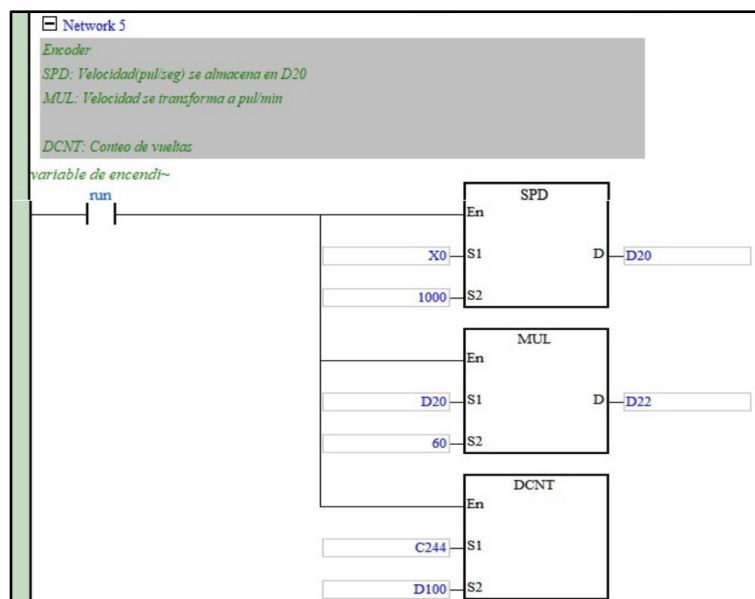 Network 5
Encoder
SPD: Velocidad(pul/seg) se almacena en D20
MUL: Velocidad se transforma a pul/min
DCNT: Conteo de vueltas
variable de encendi~
run
SPD
En
X0 S1 D D20
1000 S2
MUL
En
D20 S1 D D22
60 S2
DCNT
En
C244 S1
D100 S2